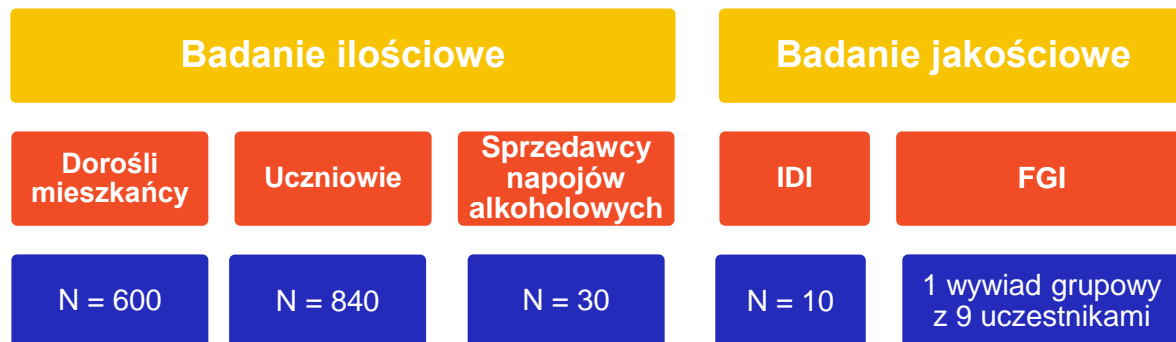 Badanie ilościowe
Badanie jakościowe
Dorośli
mieszkańcy
Uczniowie
Sprzedawcy
napojów
alkoholowych
IDI
FGI
N = 600
N = 840
N = 30
N = 10
1 wywiad grupowy
z 9 uczestnikami